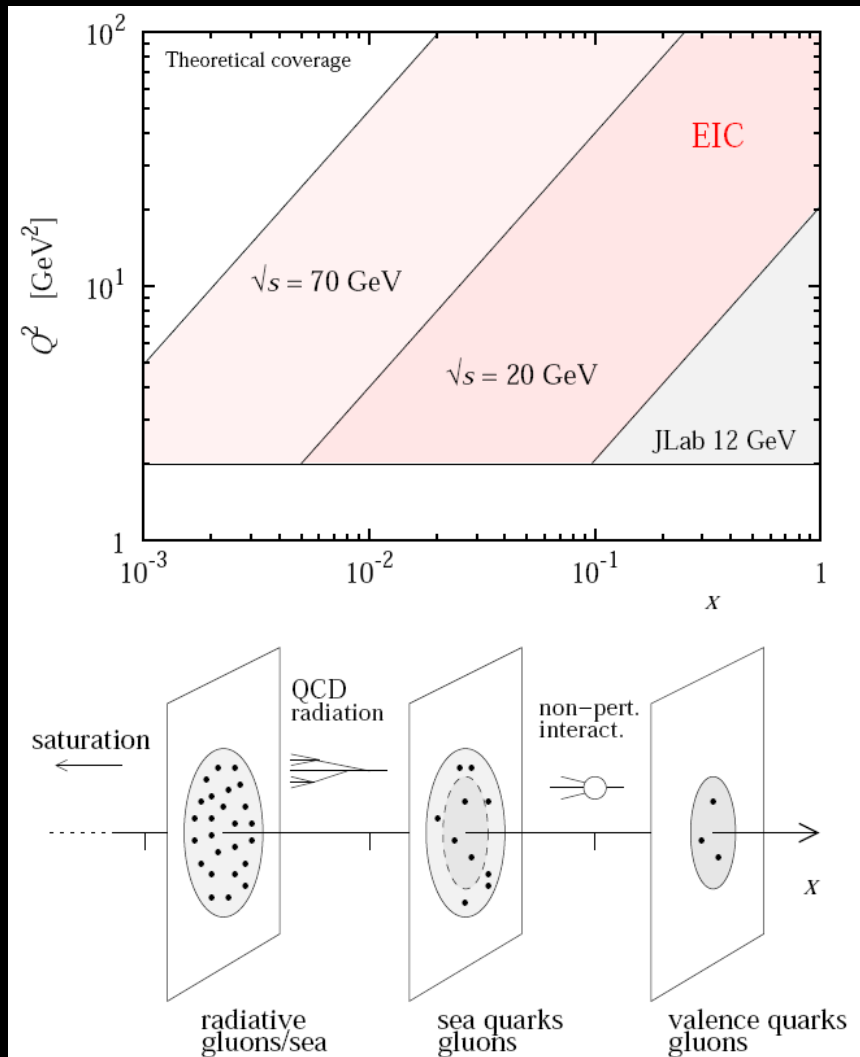 10²
Theoretical coverage
EIC
Q² [GeV²]
10¹
√s = 70 GeV
√s = 20 GeV
JLab 12 GeV
1
10⁻³ 10⁻² 10⁻¹ 1
x
QCD
radiation
non−pert.
interact.
saturation
x
radiative
gluons/sea
sea quarks
gluons
valence quarks
gluons